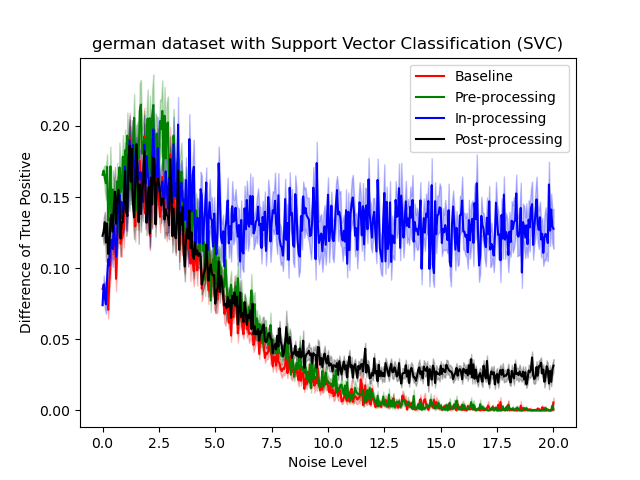 german dataset with Support Vector Classification (SVC)
Baseline
Pre-processing
In-processing
Post-processing
0.20
0.15
0.10
0.05
0.00
Difference of True Positive
0.0 2.5 5.0 7.5 10.0 12.5 15.0 17.5 20.0
Noise Level